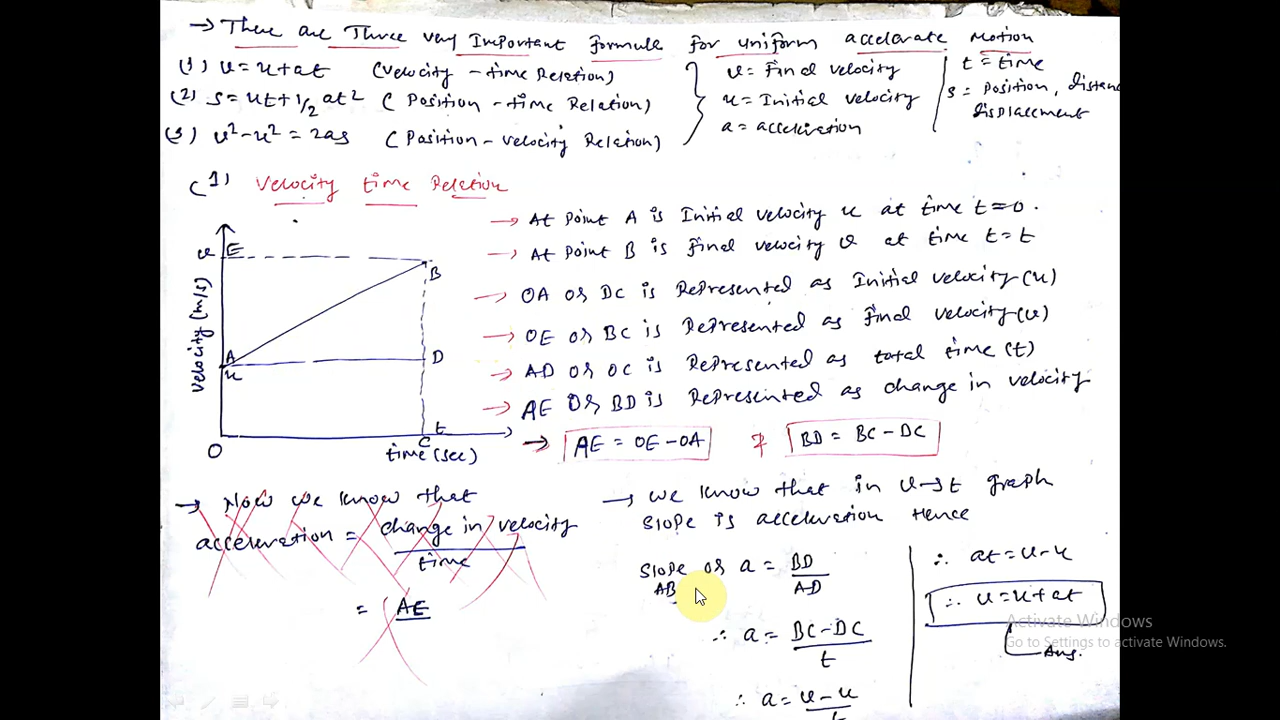 → There are Three very Important formule for uniform accelerate motion
(1) v=u+at (velocity - time Relation)
(2) s=ut+1/2 at2 ( Position - time Relation)
(3) v2-u2 = 2as ( Position - velocity Relation)
v = Final velocity
u = Initial velocity
a = acceleration
t = time
s = Position, distanc
displacement
(1) velocity time Relation
v E
B
A
u
D
O
C
t
velocity (m/s)
time (sec)
→ At Point A is Initial velocity u at time t=0.
→ At Point B is final velocity v at time t=t
→ OA or DC is Represented as Initial velocity (u)
→ OE or BC is Represented as final velocity (v)
→ AD or OC is Represented as total time (t)
→ AE or BD is Represented as change in velocity
→ AE = OE-OA & BD = BC-DC
→ Now we know that
acceleration = change in velocity
time
= AE
→ we know that in v→t graph
slope is acceleration Hence
Slope or a = BD
AB AD
∴ a = BC-DC
t
∴ a = v-u
t
∴ at = v-u
∴ v = u+at
Ans.
Activate Windows
Go to Settings to activate Windows.